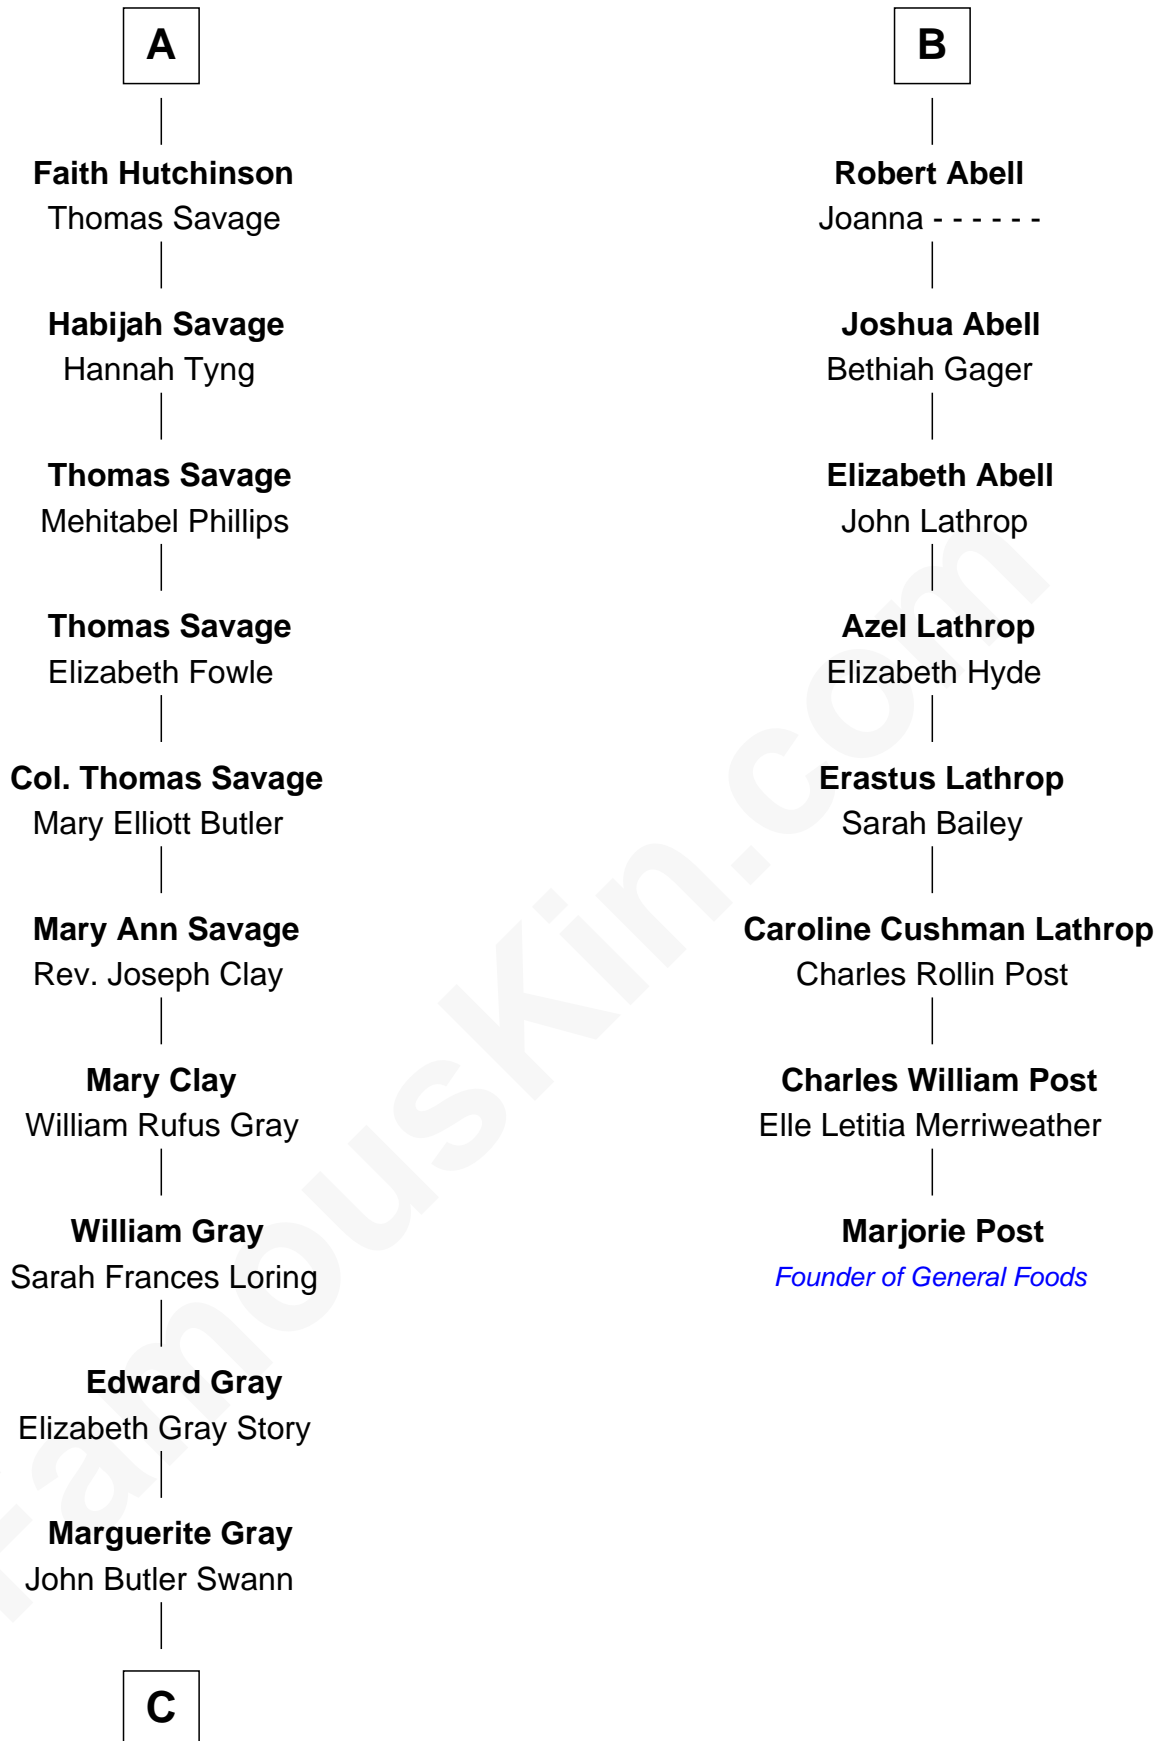 A
Faith Hutchinson
Thomas Savage
Habijah Savage
Hannah Tyng
Thomas Savage
Mehitabel Phillips
Thomas Savage
Elizabeth Fowle
Col. Thomas Savage
Mary Elliott Butler
Mary Ann Savage
Rev. Joseph Clay
Mary Clay
William Rufus Gray
William Gray
Sarah Frances Loring
Edward Gray
Elizabeth Gray Story
Marguerite Gray
John Butler Swann
C
B
Robert Abell
Joanna - - - - - -
Joshua Abell
Bethiah Gager
Elizabeth Abell
John Lathrop
Azel Lathrop
Elizabeth Hyde
Erastus Lathrop
Sarah Bailey
Caroline Cushman Lathrop
Charles Rollin Post
Charles William Post
Elle Letitia Merriweather
Marjorie Post
Founder of General Foods
FamousKin.com